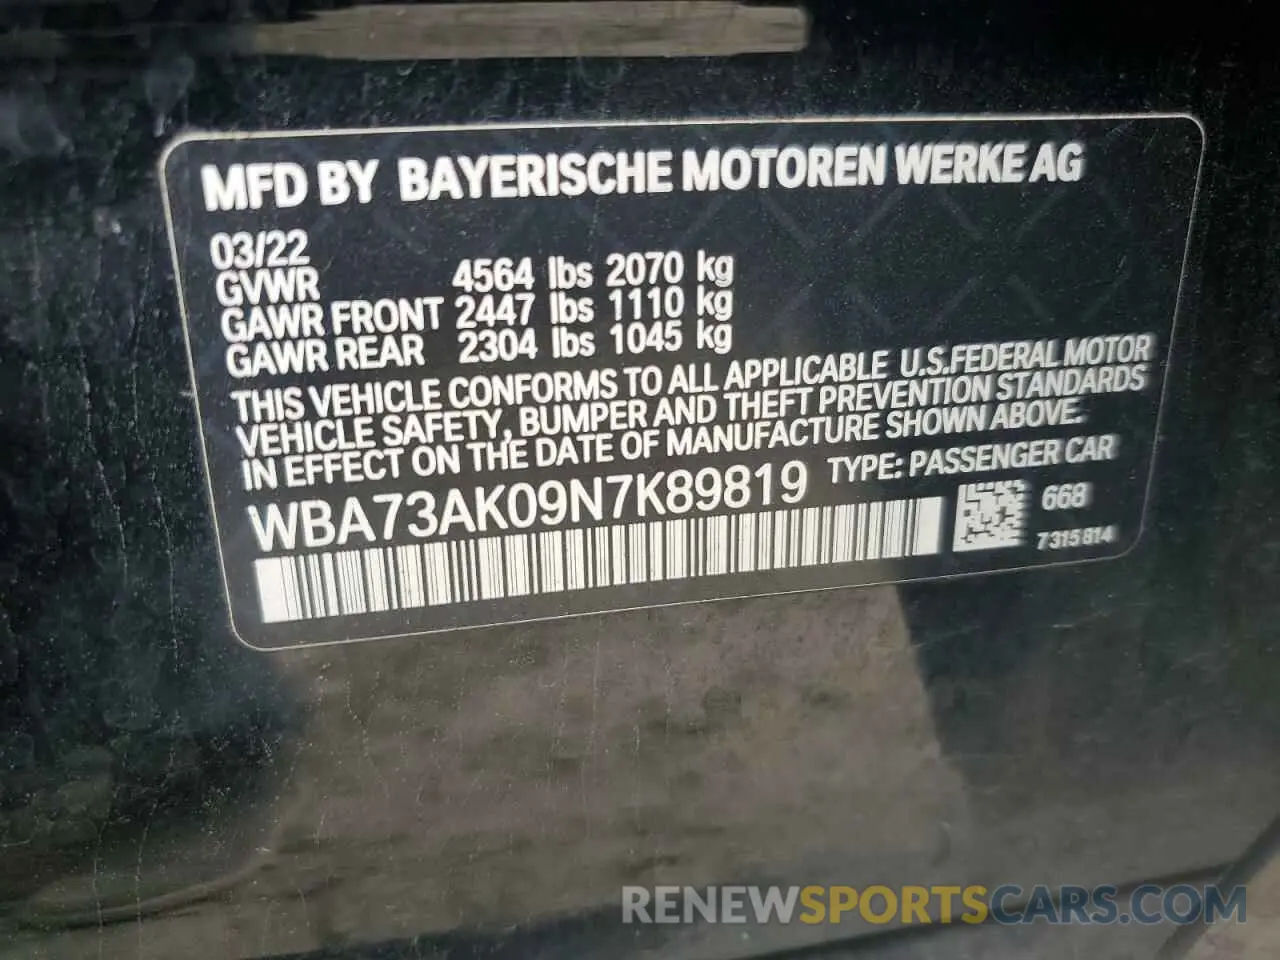 MFD BY BAYERISCHE MOTOREN WERKE AG
03/22
GVWR 4564 lbs 2070 kg
GAWR FRONT 2447 lbs 1110 kg
GAWR REAR 2304 lbs 1045 kg
THIS VEHICLE CONFORMS TO ALL APPLICABLE U.S.FEDERAL MOTOR
VEHICLE SAFETY, BUMPER AND THEFT PREVENTION STANDARDS
IN EFFECT ON THE DATE OF MANUFACTURE SHOWN ABOVE.
WBA73AK09N7K89819 TYPE: PASSENGER CAR
668
7315814
RENEWSPORTSCARS.COM